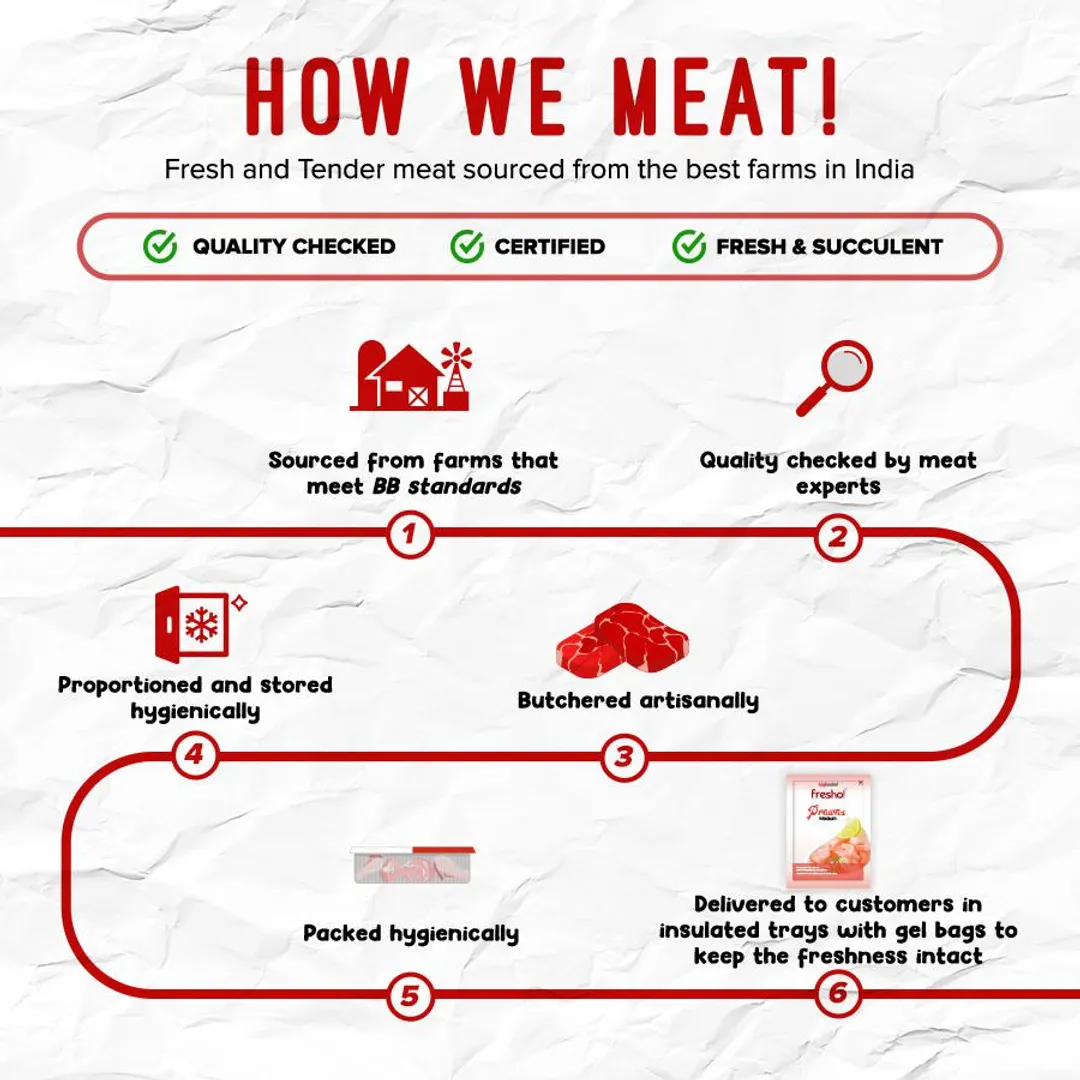 HOW WE MEAT!
Fresh and Tender meat sourced from the best farms in India
QUALITY CHECKED CERTIFIED FRESH & SUCCULENT
Sourced from farms that
meet BB standards
1
Quality checked by meat
experts
2
Butchered artisanally
3
Proportioned and stored
hygienically
4
Packed hygienically
5
fresho!
Prawns
Medium
Delivered to customers in
insulated trays with gel bags to
keep the freshness intact
6